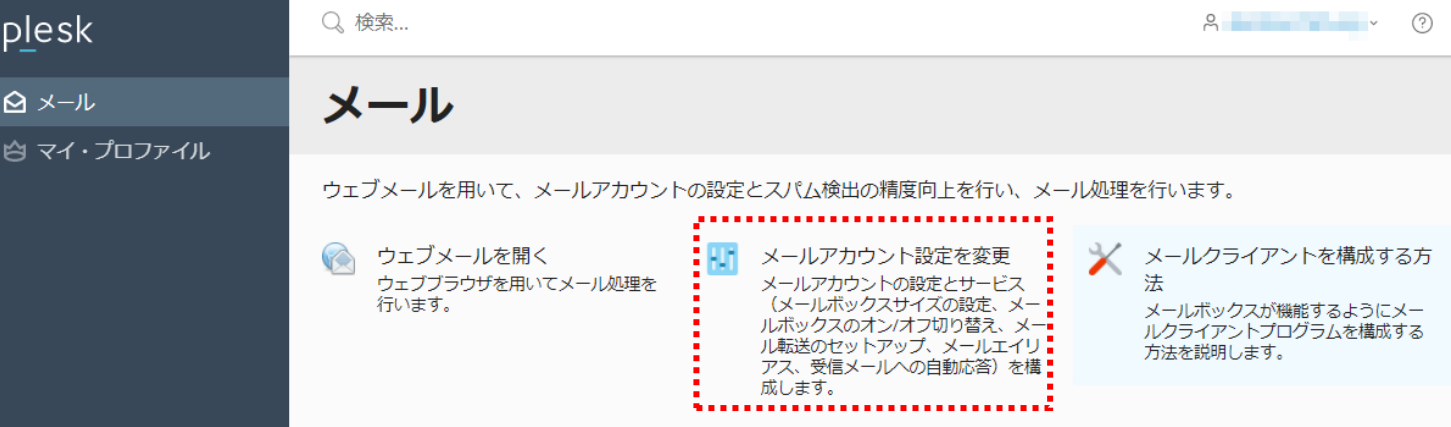 plesk
検索...
メール
マイ・プロファイル
メール
ウェブメールを用いて、メールアカウントの設定とスパム検出の精度向上を行い、メール処理を行います。
ウェブメールを開く
ウェブブラウザを用いてメール処理を
行います。
メールアカウント設定を変更
メールアカウントの設定とサービス
（メールボックスサイズの設定、メー
ルボックスのオン/オフ切り替え、メー
ル転送のセットアップ、メールエイリ
アス、受信メールへの自動応答）を構
成します。
メールクライアントを構成する方
法
メールボックスが機能するようにメー
ルクライアントプログラムを構成する
方法を説明します。